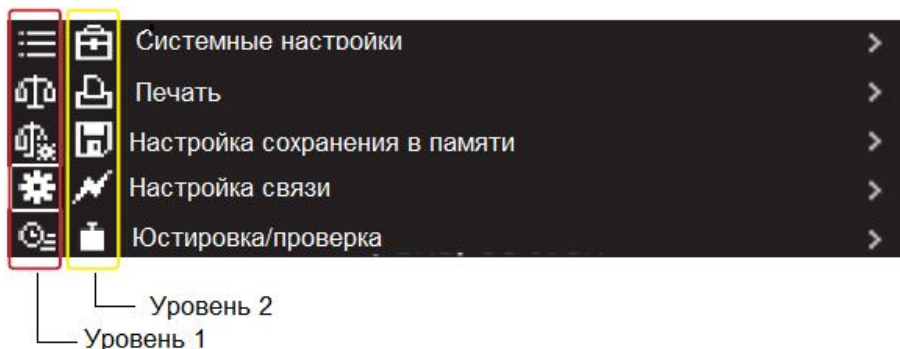 Системные настройки
Печать
Настройка сохранения в памяти
Настройка связи
Юстировка/проверка
Уровень 2
Уровень 1